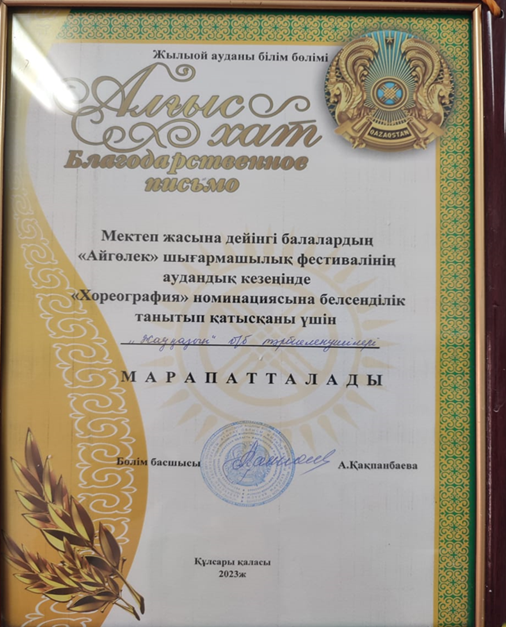 Жылыой ауданы білім бөлімі
Алғыс
хат
QAZAQSTAN
Благодарственное
письмо
Мектеп жасына дейінгі балалардың
«Айгөлек» шығармашылық фестивалінің
аудандық кезеңінде
«Хореография» номинациясына белсенділік
танытып қатысқаны үшін
„Жауқазын" б/б тәрбиеленушілері
МАРАПАТТАЛАДЫ
Бөлім басшысы
А.Қақпанбаева
Құлсары қаласы
2023ж